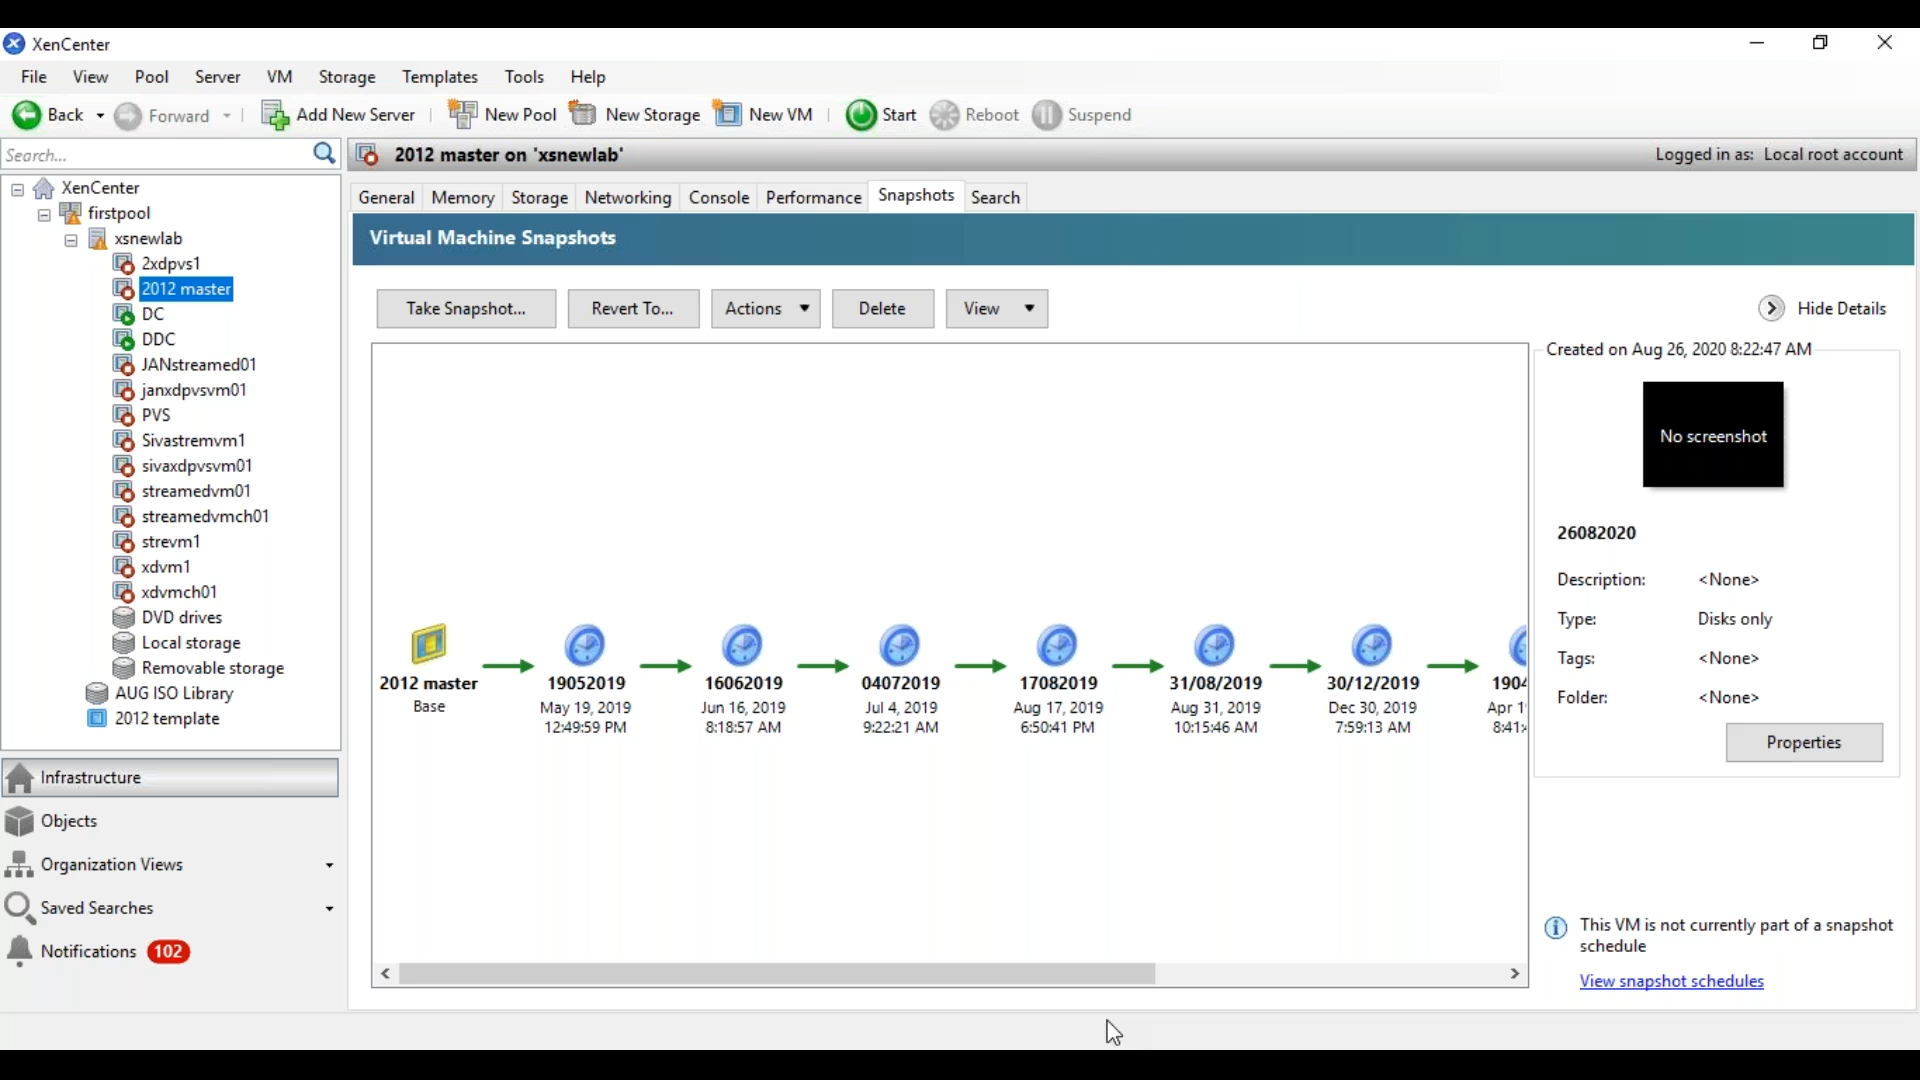 XenCenter
File View Pool Server VM Storage Templates Tools Help
Back Forward Add New Server New Pool New Storage New VM Start Reboot Suspend
Search...
2012 master on 'xsnewlab' Logged in as: Local root account
XenCenter
firstpool
xsnewlab
2xdpvs1
2012 master
DC
DDC
JANstreamed01
janxdpvsvm01
PVS
Sivastremvm1
sivaxdpvsvm01
streamedvm01
streamedvmch01
strevm1
xdvm1
xdvmch01
DVD drives
Local storage
Removable storage
AUG ISO Library
2012 template
Infrastructure
Objects
Organization Views
Saved Searches
Notifications 102
General Memory Storage Networking Console Performance Snapshots Search
Virtual Machine Snapshots
Take Snapshot... Revert To... Actions Delete View Hide Details
2012 master 19052019 16062019 04072019 17082019 31/08/2019 30/12/2019 1904
Base May 19, 2019 Jun 16, 2019 Jul 4, 2019 Aug 17, 2019 Aug 31, 2019 Dec 30, 2019 Apr 1
12:49:59 PM 8:18:57 AM 9:22:21 AM 6:50:41 PM 10:15:46 AM 7:59:13 AM 8:41:
Created on Aug 26, 2020 8:22:47 AM
No screenshot
26082020
Description: <None>
Type: Disks only
Tags: <None>
Folder: <None>
Properties
This VM is not currently part of a snapshot
schedule
View snapshot schedules